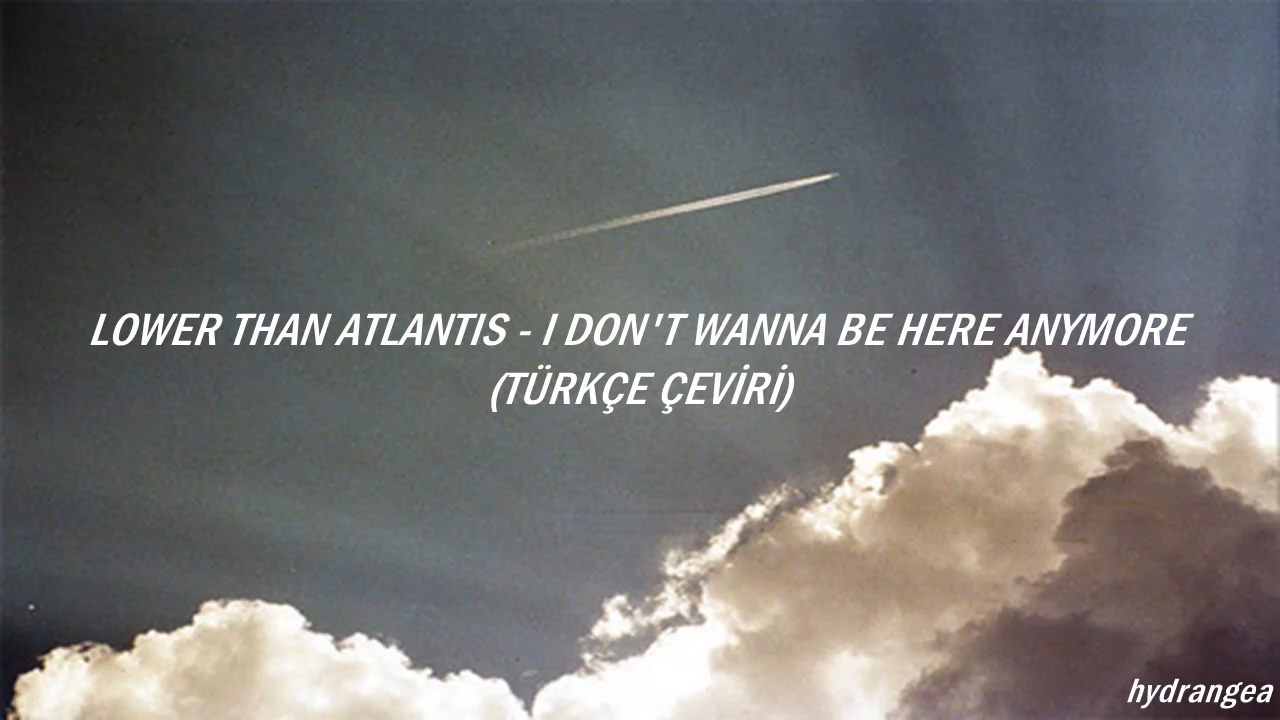 LOWER THAN ATLANTIS - I DON'T WANNA BE HERE ANYMORE
(TÜRKÇE ÇEVİRİ)
hydrangea